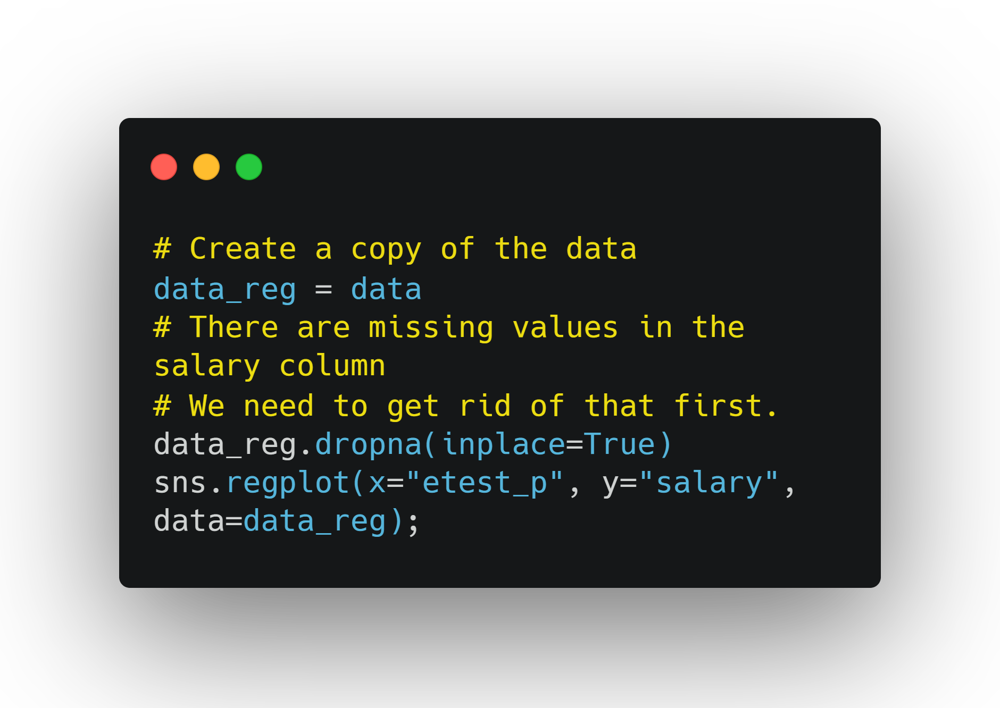 # Create a copy of the data
data_reg = data
# There are missing values in the
salary column
# We need to get rid of that first.
data_reg.dropna(inplace=True)
sns.regplot(x="etest_p", y="salary",
data=data_reg);